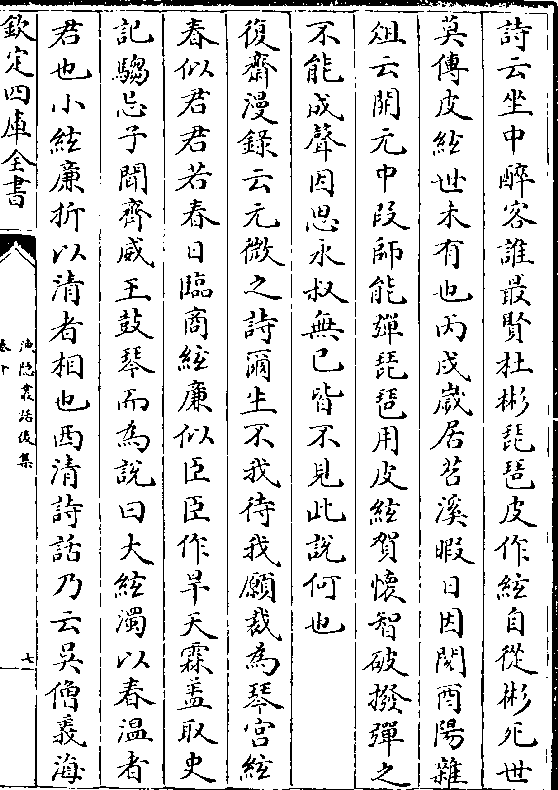 詩云坐中醉客誰最賢杜彬琵琶皮作絃自從彬死世
莫傳皮絃世未有也丙戌歲居苕溪暇日因閱酉陽雜
俎云開元中段師能彈琵琶用皮絃賀懷智破撥彈之
不能成聲因思永叔無已皆不見此說何也
復齋漫録云元微之詩爾生不我待我願裁為琴宫絃
春似君君若春日臨商絃亷似臣臣作旱天霖盖取史
記騶忌子聞齊威王鼓琴而為說曰大絃濁以春温者
君也小絃亷折以清者相也西清詩話乃云吳僧義海
欽定四庫全書
漁隱叢話後集
卷十
七